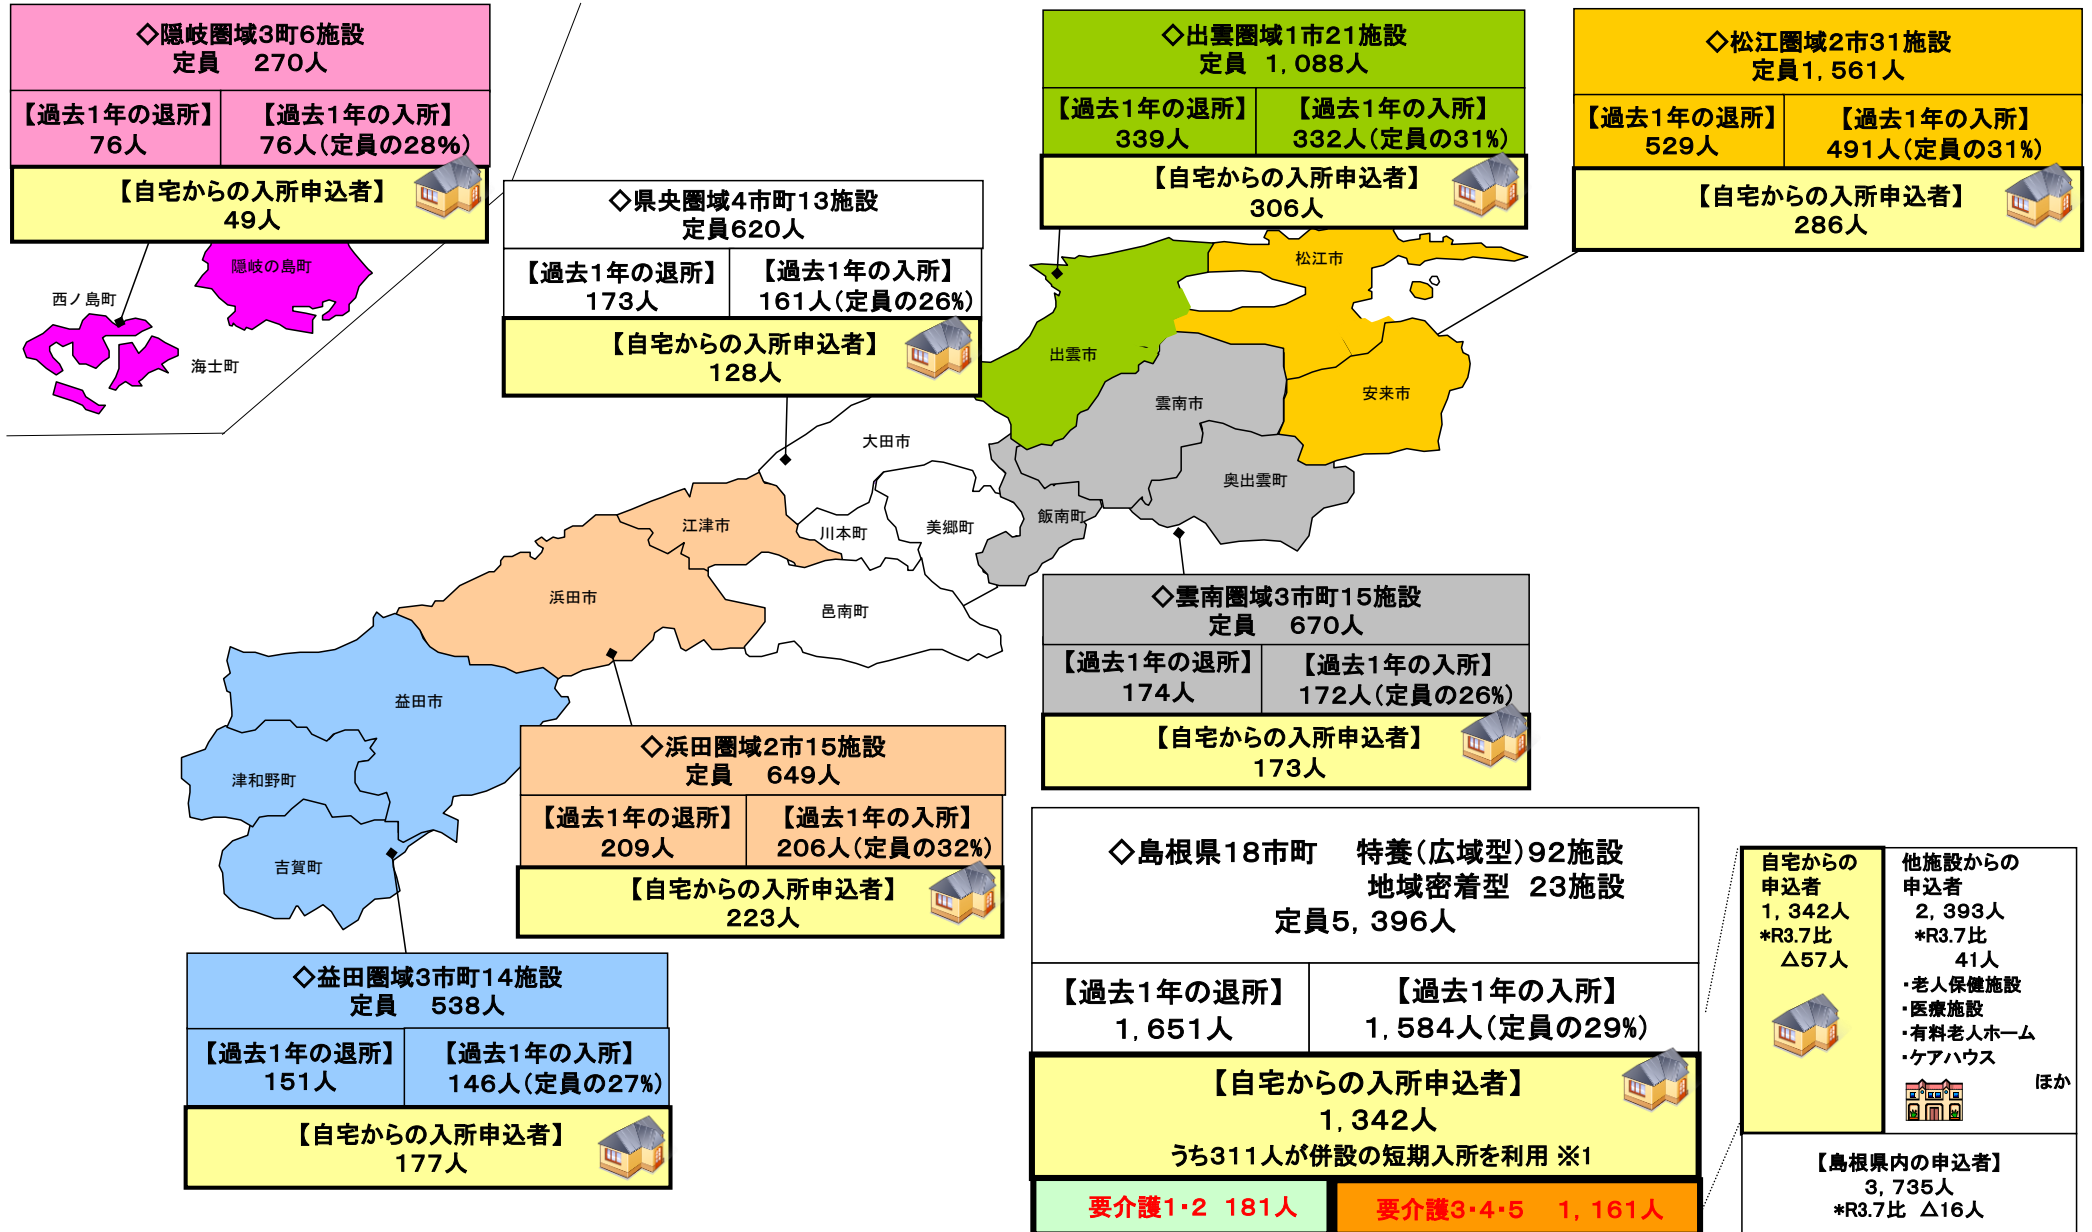 ◇隠岐圏域3町6施設
定員　270人
【過去1年の退所】
76人
【過去1年の入所】
76人(定員の28%)
【自宅からの入所申込者】
49人
◇出雲圏域1市21施設
定員　1,088人
【過去1年の退所】
339人
【過去1年の入所】
332人(定員の31%)
【自宅からの入所申込者】
306人
◇松江圏域2市31施設
定員1,561人
【過去1年の退所】
529人
【過去1年の入所】
491人(定員の31%)
【自宅からの入所申込者】
286人
◇県央圏域4市町13施設
定員620人
【過去1年の退所】
173人
【過去1年の入所】
161人(定員の26%)
【自宅からの入所申込者】
128人
隠岐の島町
西ノ島町
海士町
松江市
出雲市
安来市
雲南市
大田市
奥出雲町
飯南町
江津市
川本町
美郷町
浜田市
邑南町
益田市
津和野町
吉賀町
◇雲南圏域3市町15施設
定員　670人
【過去1年の退所】
174人
【過去1年の入所】
172人(定員の26%)
【自宅からの入所申込者】
173人
◇浜田圏域2市15施設
定員　649人
【過去1年の退所】
209人
【過去1年の入所】
206人(定員の32%)
【自宅からの入所申込者】
223人
◇益田圏域3市町14施設
定員　538人
【過去1年の退所】
151人
【過去1年の入所】
146人(定員の27%)
【自宅からの入所申込者】
177人
◇島根県18市町　特養(広域型)92施設
地域密着型　23施設
定員5,396人
【過去1年の退所】
1,651人
【過去1年の入所】
1,584人(定員の29%)
【自宅からの入所申込者】
1,342人
うち311人が併設の短期入所を利用 ※1
要介護1・2　181人
要介護3・4・5　1,161人
自宅からの
申込者
1,342人
*R3.7比
△57人
他施設からの
申込者
2,393人
*R3.7比
41人
・老人保健施設
・医療施設
・有料老人ホーム
・ケアハウス
ほか
【島根県内の申込者】
3,735人
*R3.7比　△16人